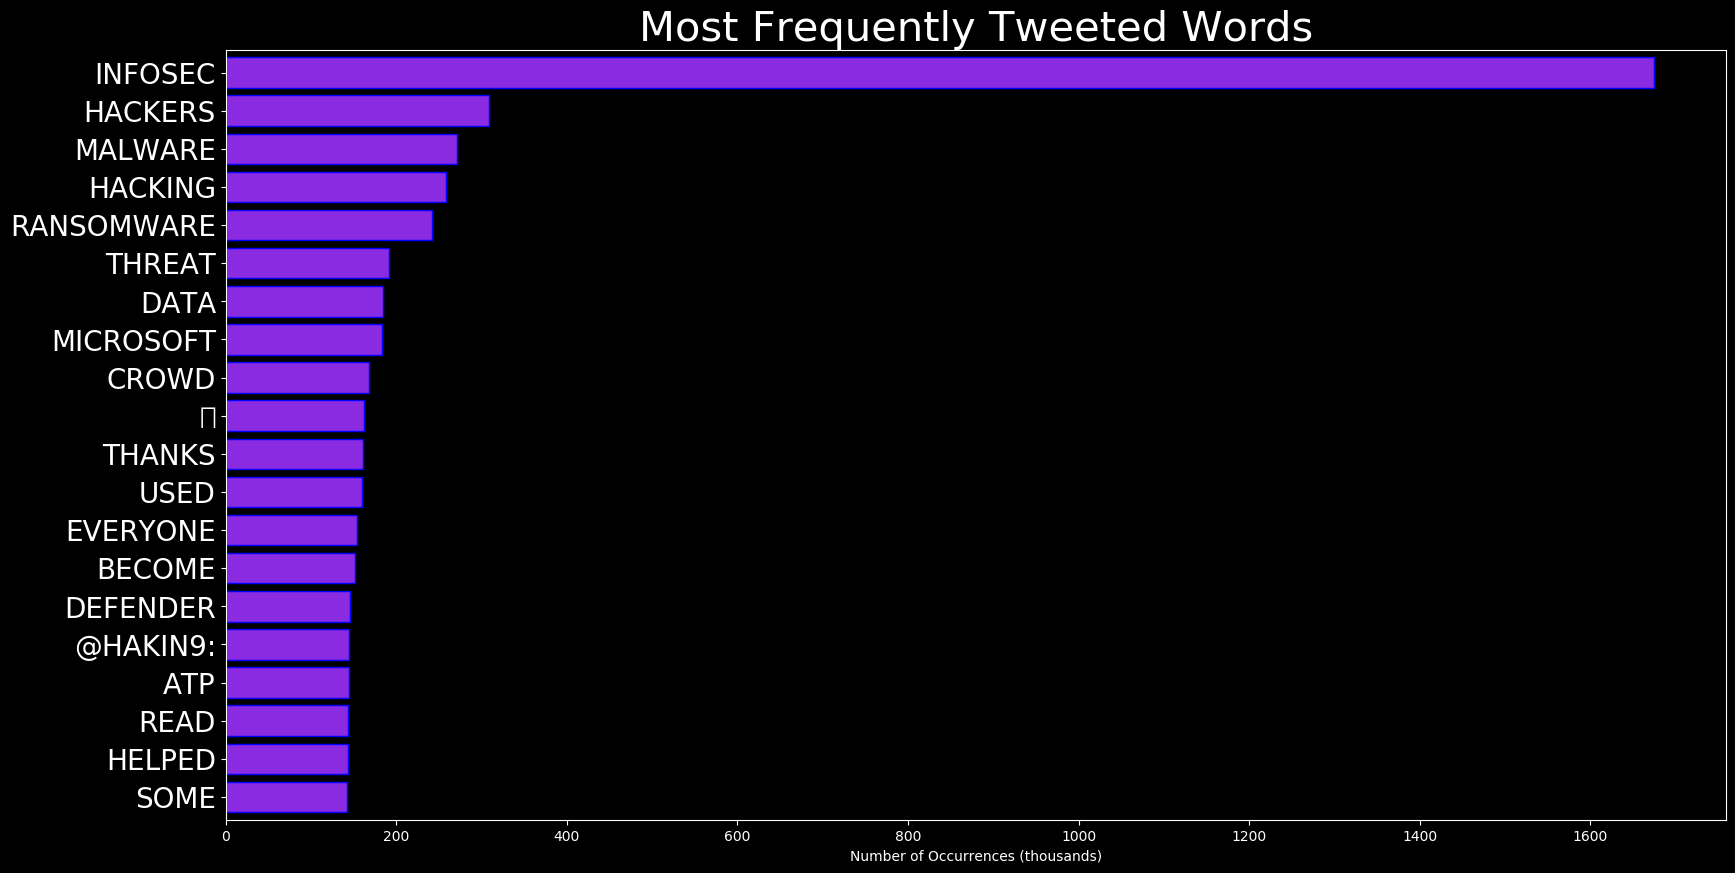 Most Frequently Tweeted Words
INFOSEC
HACKERS
MALWARE
HACKING
RANSOMWARE
THREAT
DATA
MICROSOFT
CROWD
THANKS
USED
EVERYONE
BECOME
DEFENDER
@HAKIN9:
ATP
READ
HELPED
SOME
0 200 400 600 800 1000 1200 1400 1600
Number of Occurrences (thousands)